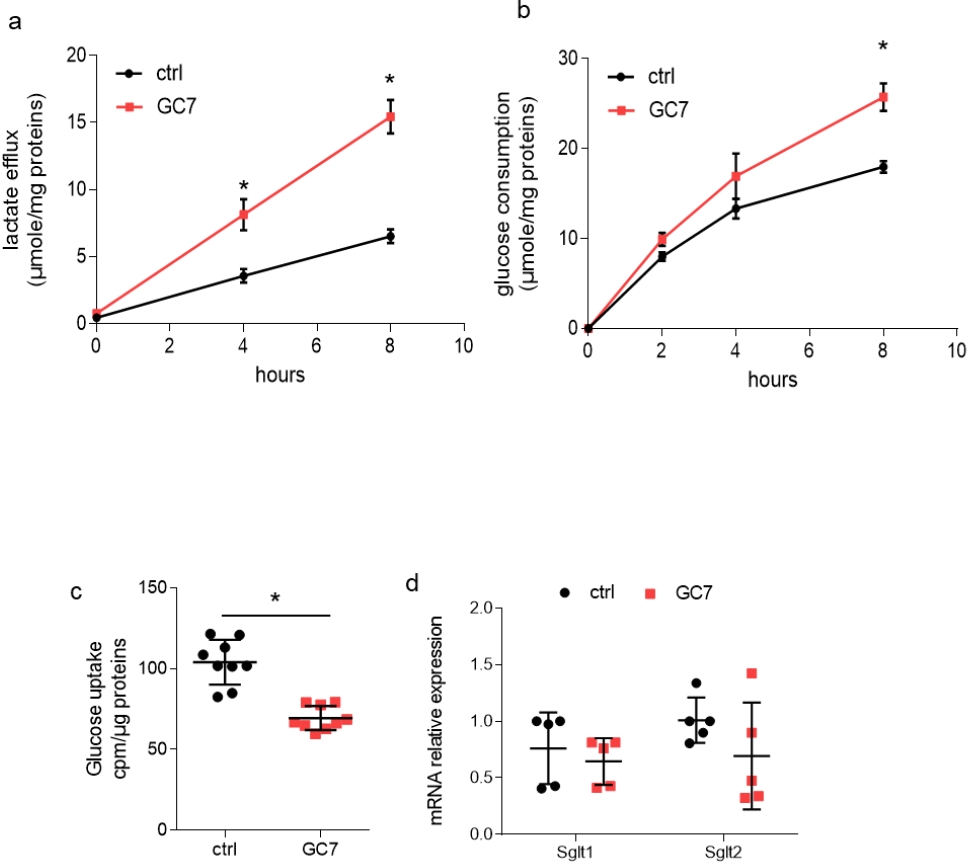 a
20
15
10
5
0
lactate efflux
(µmole/mg proteins)
ctrl
GC7
*
*
0 2 4 6 8 10
hours
b
30
20
10
0
glucose consumption
(µmole/mg proteins)
ctrl
GC7
*
0 2 4 6 8 10
hours
c
150
100
50
0
Glucose uptake
cpm/µg proteins
*
ctrl GC7
d
ctrl GC7
2.0
1.5
1.0
0.5
0.0
mRNA relative expression
Sglt1 Sglt2